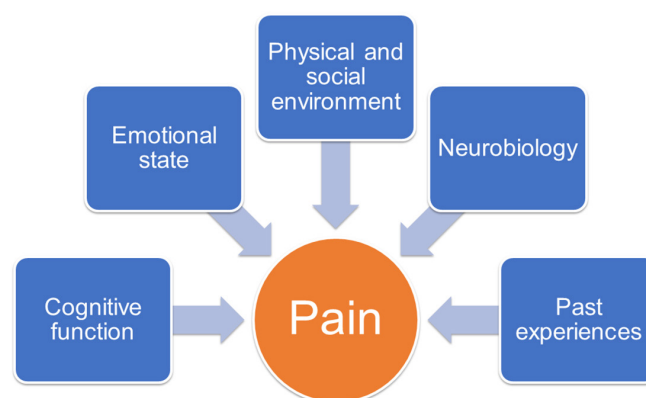 Physical and
social
environment
Emotional
state
Neurobiology
Cognitive
function
Pain
Past
experiences